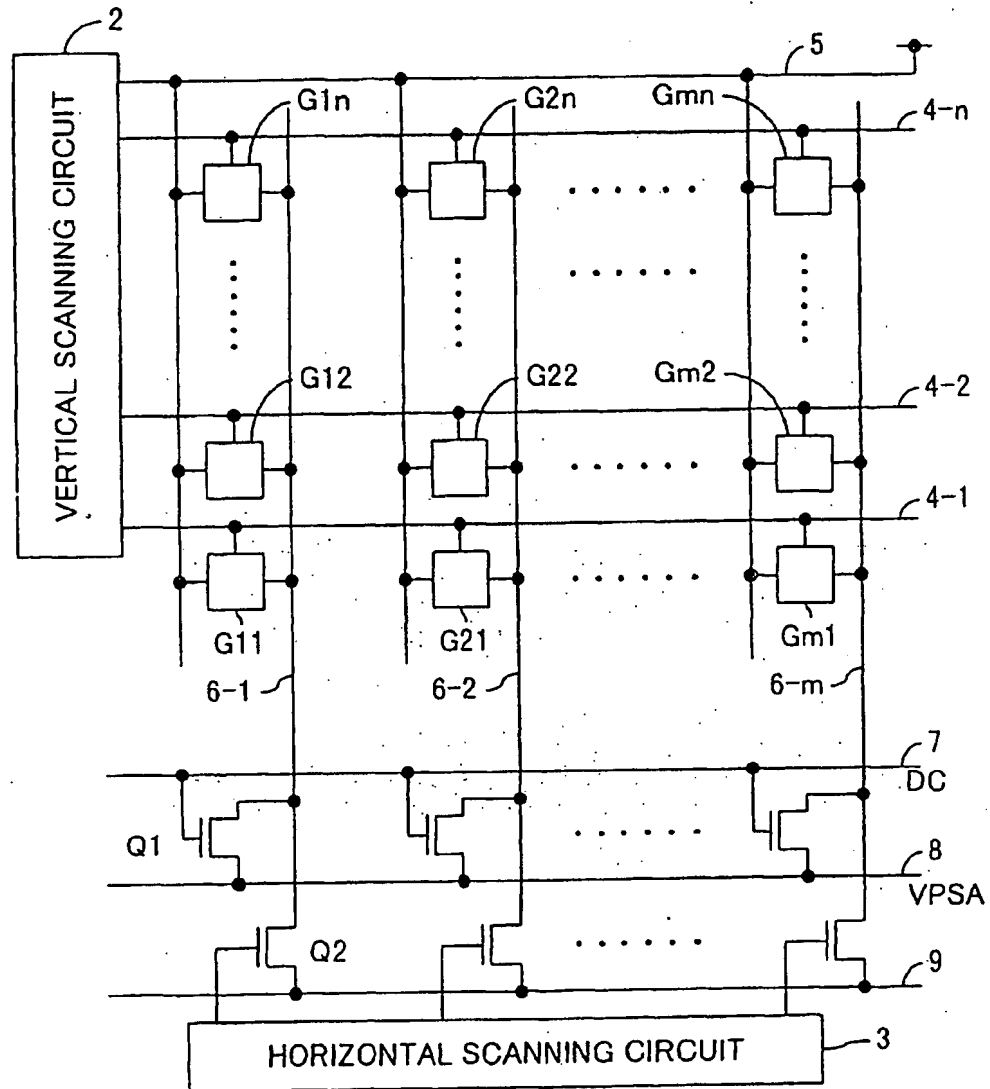 2
5
G1n
G2n
Gmn
4-n
VERTICAL SCANNING CIRCUIT
G12
G22
Gm2
4-2
4-1
G11
G21
Gm1
6-1
6-2
6-m
7
DC
Q1
8
VPSA
Q2
9
HORIZONTAL SCANNING CIRCUIT
3